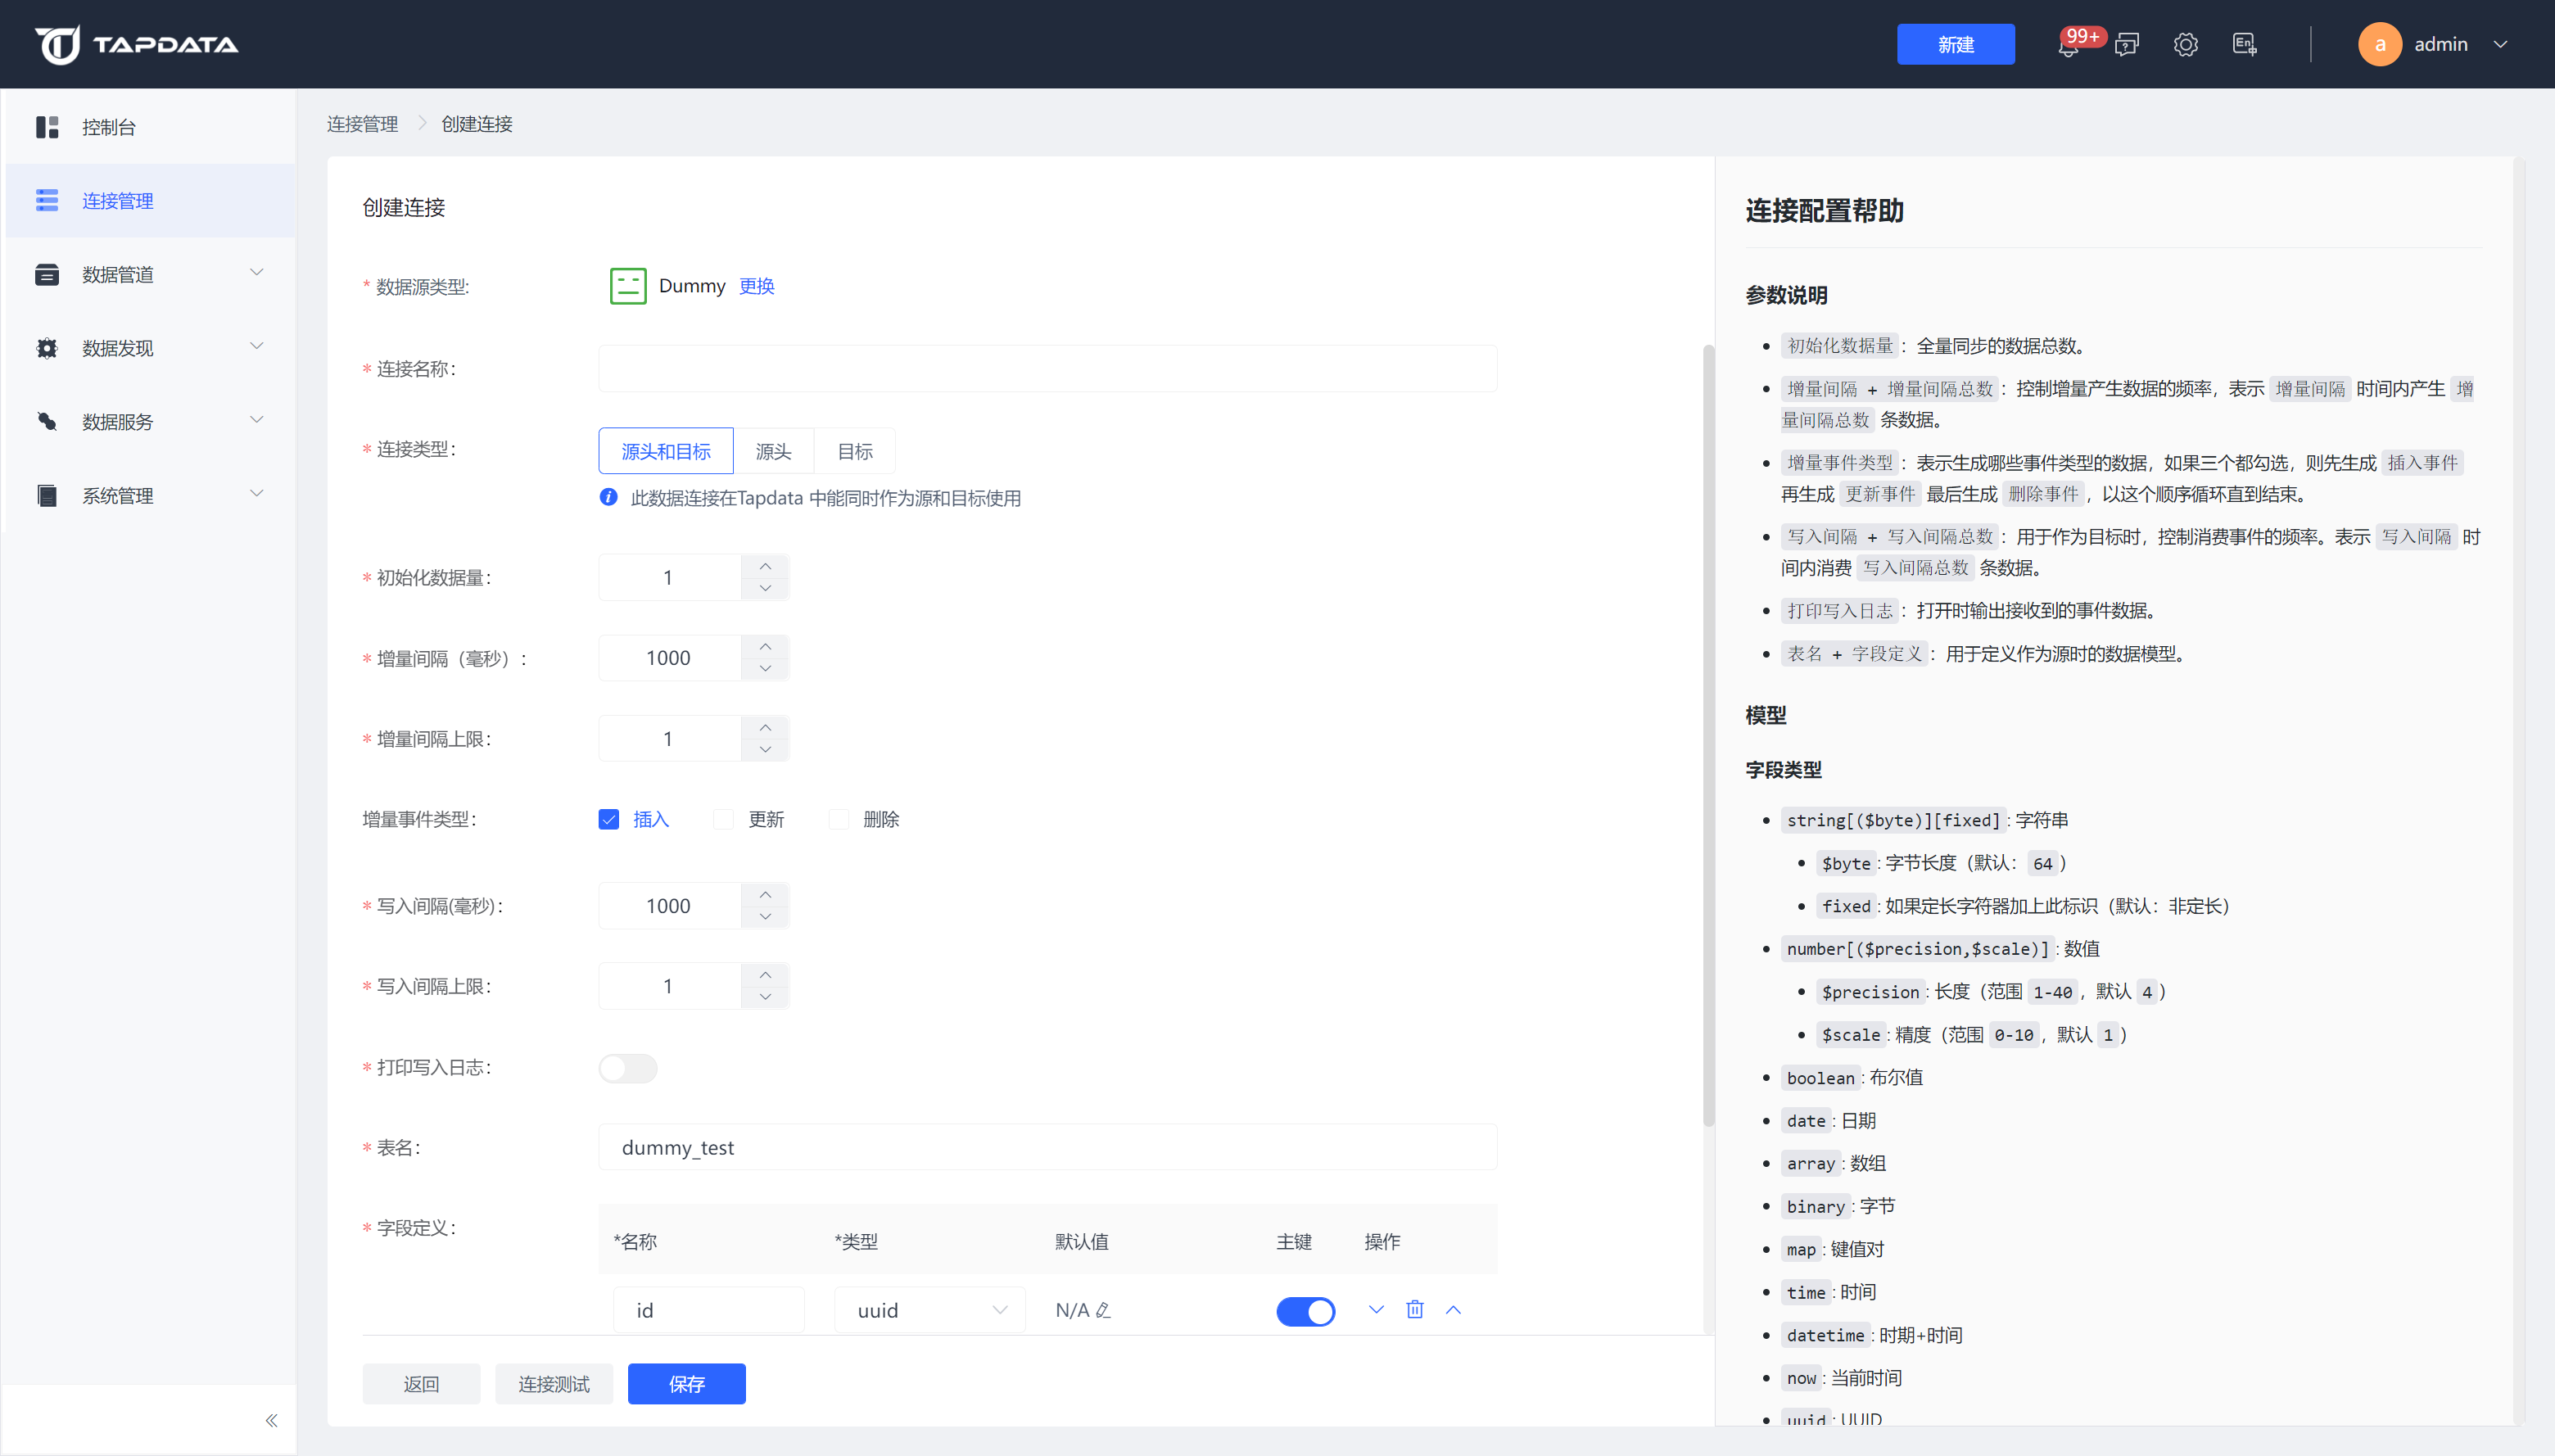 TAPDATA
新建
99+
En
a
admin
控制台
连接管理
数据管道
数据发现
数据服务
系统管理
连接管理
创建连接
创建连接
* 数据源类型:
Dummy 更换
* 连接名称:
* 连接类型:
源头和目标 源头 目标
此数据连接在Tapdata 中能同时作为源和目标使用
* 初始化数据量:
1
* 增量间隔（毫秒）:
1000
* 增量间隔上限:
1
增量事件类型:
插入 更新 删除
* 写入间隔(毫秒):
1000
* 写入间隔上限:
1
* 打印写入日志:
* 表名:
dummy_test
* 字段定义:
*名称 *类型 默认值 主键 操作
id uuid N/A
返回 连接测试 保存
连接配置帮助
参数说明
初始化数据量：全量同步的数据总数。
增量间隔 + 增量间隔总数：控制增量产生数据的频率，表示 增量间隔 时间内产生 增
量间隔总数 条数据。
增量事件类型：表示生成哪些事件类型的数据，如果三个都勾选，则先生成 插入事件
再生成 更新事件 最后生成 删除事件，以这个顺序循环直到结束。
写入间隔 + 写入间隔总数：用于作为目标时，控制消费事件的频率。表示 写入间隔 时
间内消费 写入间隔总数 条数据。
打印写入日志：打开时输出接收到的事件数据。
表名 + 字段定义：用于定义作为源时的数据模型。
模型
字段类型
string[($byte)][fixed]: 字符串
$byte: 字节长度（默认：64）
fixed: 如果定长字符器加上此标识（默认：非定长）
number[($precision,$scale)]: 数值
$precision: 长度（范围 1-40，默认 4）
$scale: 精度（范围 0-10，默认 1）
boolean: 布尔值
date: 日期
array: 数组
binary: 字节
map: 键值对
time: 时间
datetime: 时期+时间
now: 当前时间
uuid: UUID